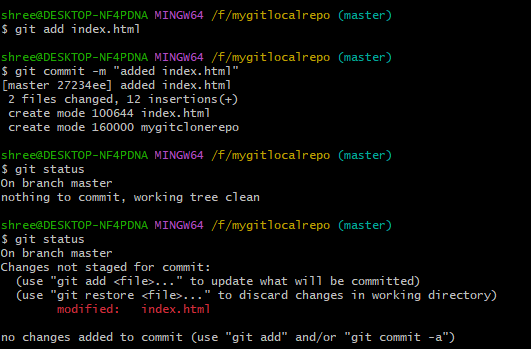 shree@DESKTOP-NF4PDNA MINGW64 /f/mygitlocalrepo (master)
$ git add index.html
shree@DESKTOP-NF4PDNA MINGW64 /f/mygitlocalrepo (master)
$ git commit -m "added index.html"
[master 27234ee] added index.html
 2 files changed, 12 insertions(+)
 create mode 100644 index.html
 create mode 160000 mygitclonerepo
shree@DESKTOP-NF4PDNA MINGW64 /f/mygitlocalrepo (master)
$ git status
On branch master
nothing to commit, working tree clean
shree@DESKTOP-NF4PDNA MINGW64 /f/mygitlocalrepo (master)
$ git status
On branch master
Changes not staged for commit:
  (use "git add <file>..." to update what will be committed)
  (use "git restore <file>..." to discard changes in working directory)
        modified:   index.html
no changes added to commit (use "git add" and/or "git commit -a")